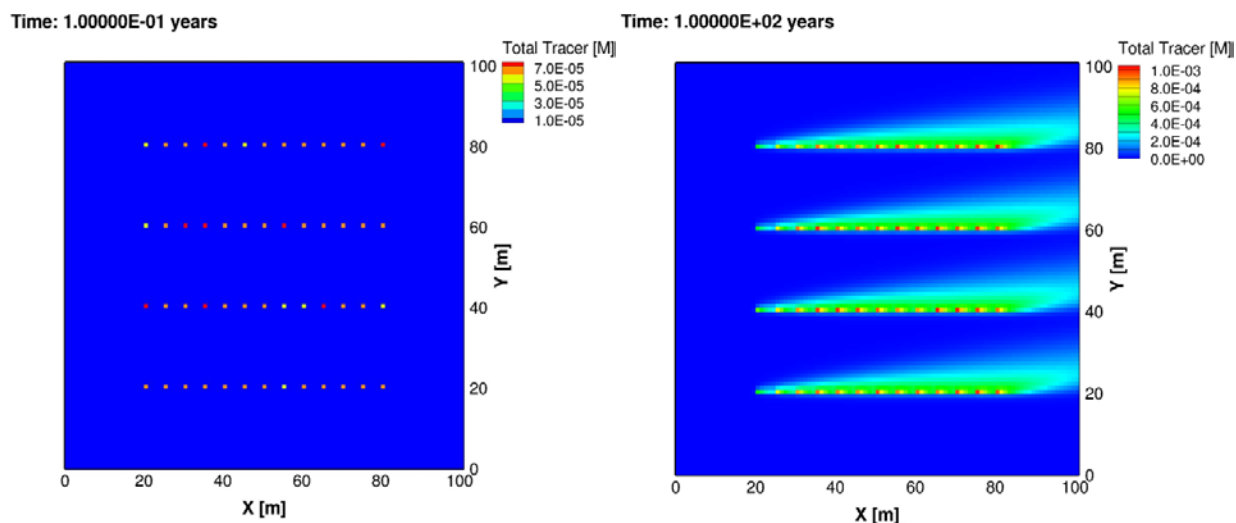 Time: 1.00000E-01 years
Total Tracer [M]
7.0E-05
5.0E-05
3.0E-05
1.0E-05
100
80
60
40
20
0
Y [m]
0 20 40 60 80 100
X [m]
Time: 1.00000E+02 years
Total Tracer [M]
1.0E-03
8.0E-04
6.0E-04
4.0E-04
2.0E-04
0.0E+00
100
80
60
40
20
0
Y [m]
0 20 40 60 80 100
X [m]